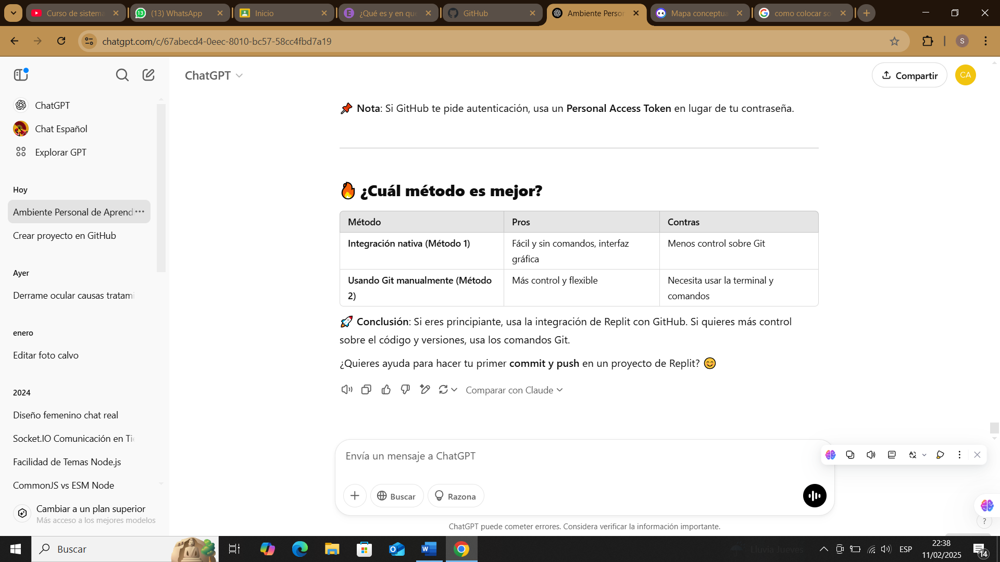 Curso de sistema
(13) WhatsApp
Inicio
¿Qué es y en que
GitHub
Ambiente Person
Mapa conceptua
como colocar so
chatgpt.com/c/67abecd4-0eec-8010-bc57-58cc4fbd7a19
S
ChatGPT
Compartir
CA
ChatGPT
Chat Español
Explorar GPT
Hoy
Ambiente Personal de Aprend
Crear proyecto en GitHub
Ayer
Derrame ocular causas tratami
enero
Editar foto calvo
2024
Diseño femenino chat real
Socket.IO Comunicación en Tie
Facilidad de Temas Node.js
CommonJS vs ESM Node
Cambiar a un plan superior
Más acceso a los mejores modelos
Nota: Si GitHub te pide autenticación, usa un Personal Access Token en lugar de tu contraseña.
¿Cuál método es mejor?
Método Pros Contras
Integración nativa (Método 1) Fácil y sin comandos, interfaz gráfica Menos control sobre Git
Usando Git manualmente (Método 2) Más control y flexible Necesita usar la terminal y comandos
Conclusión: Si eres principiante, usa la integración de Replit con GitHub. Si quieres más control
sobre el código y versiones, usa los comandos Git.
¿Quieres ayuda para hacer tu primer commit y push en un proyecto de Replit?
Comparar con Claude
Envía un mensaje a ChatGPT
Buscar
Razona
ChatGPT puede cometer errores. Considera verificar la información importante.
?
Buscar
Lluvia Jueves
ESP
22:38
11/02/2025
14